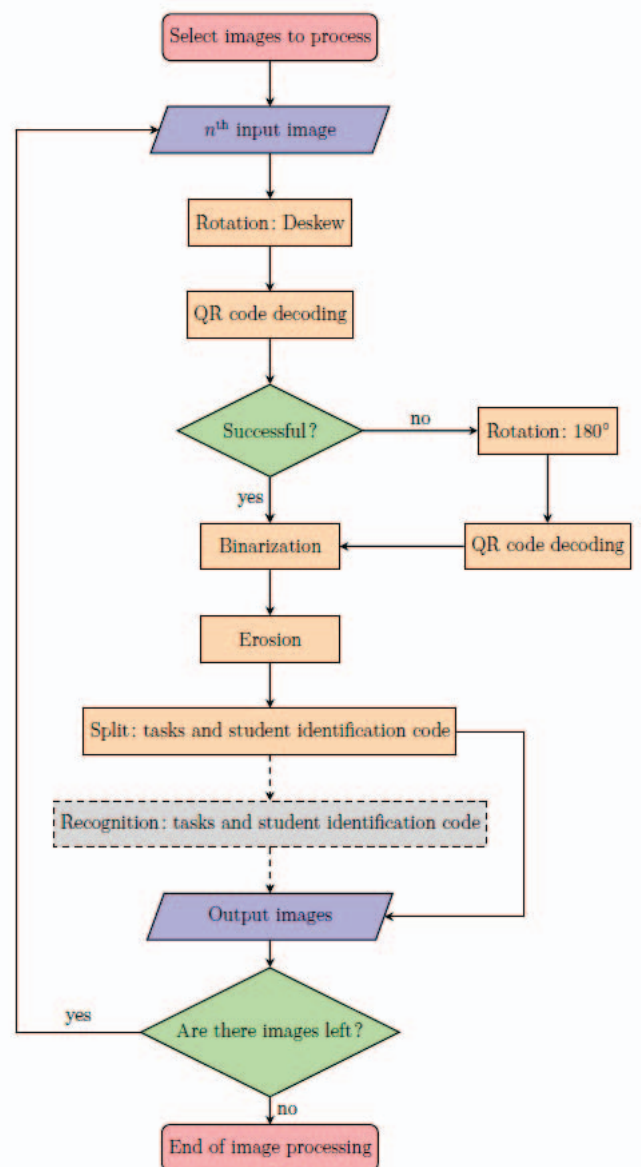 Select images to process
nᵗʰ input image
Rotation: Deskew
QR code decoding
Successful?
no
Rotation: 180°
yes
Binarization
QR code decoding
Erosion
Split: tasks and student identification code
Recognition: tasks and student identification code
Output images
yes
Are there images left?
no
End of image processing